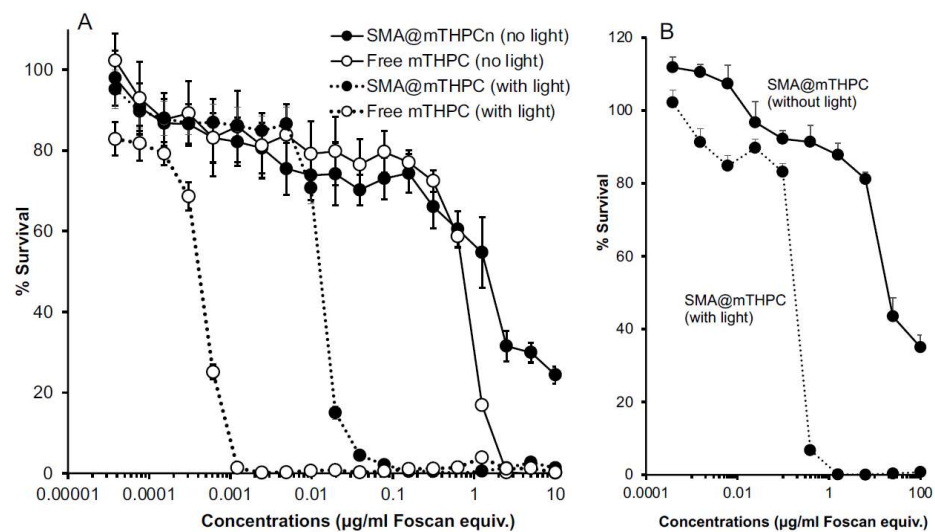 A
SMA@mTHPCn (no light)
Free mTHPC (no light)
SMA@mTHPC (with light)
Free mTHPC (with light)
% Survival
100
80
60
40
20
0
0.00001
0.0001
0.001
0.01
0.1
1
10
Concentrations (µg/ml Foscan equiv.)
B
SMA@mTHPC
(without light)
SMA@mTHPC
(with light)
% Survival
120
100
80
60
40
20
0
0.0001
0.01
1
100
Concentrations (µg/ml Foscan equiv.)